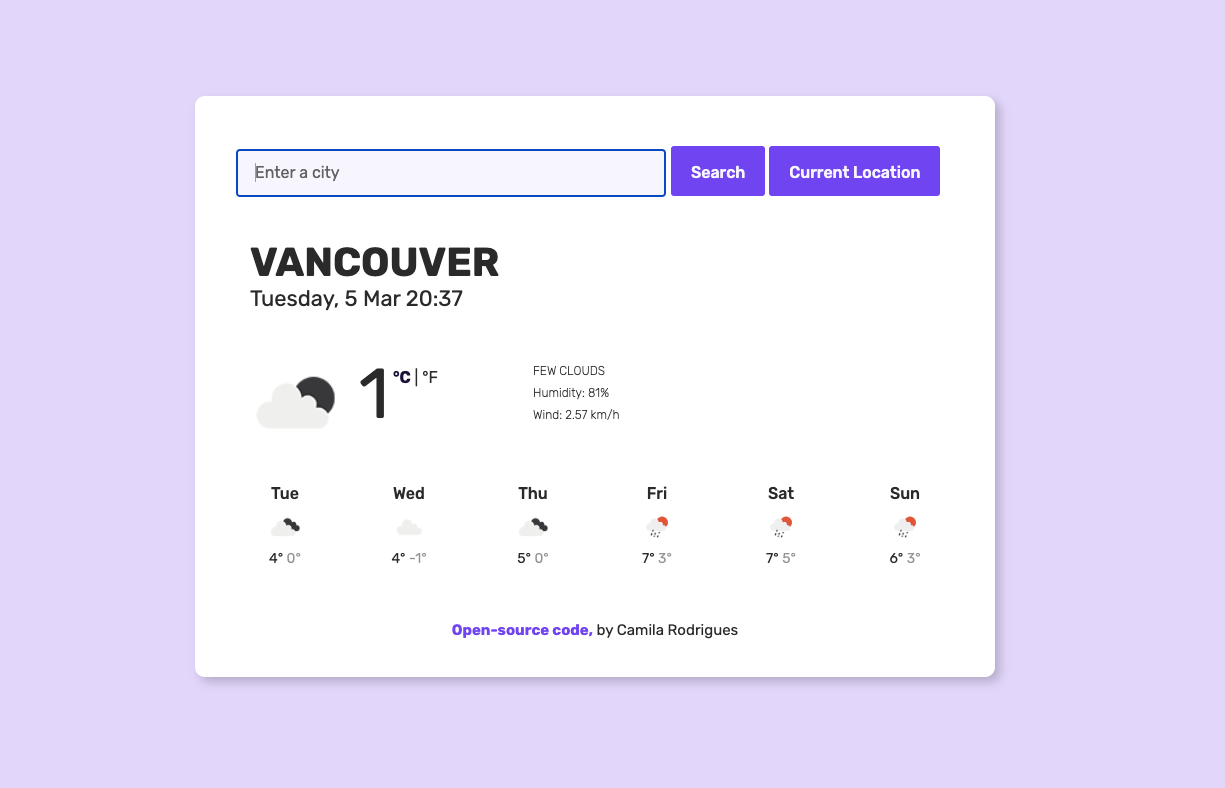 Enter a city
Search
Current Location
VANCOUVER
Tuesday, 5 Mar 20:37
1 °C | °F
FEW CLOUDS
Humidity: 81%
Wind: 2.57 km/h
Tue Wed Thu Fri Sat Sun
4° 0° 4° -1° 5° 0° 7° 3° 7° 5° 6° 3°
Open-source code, by Camila Rodrigues